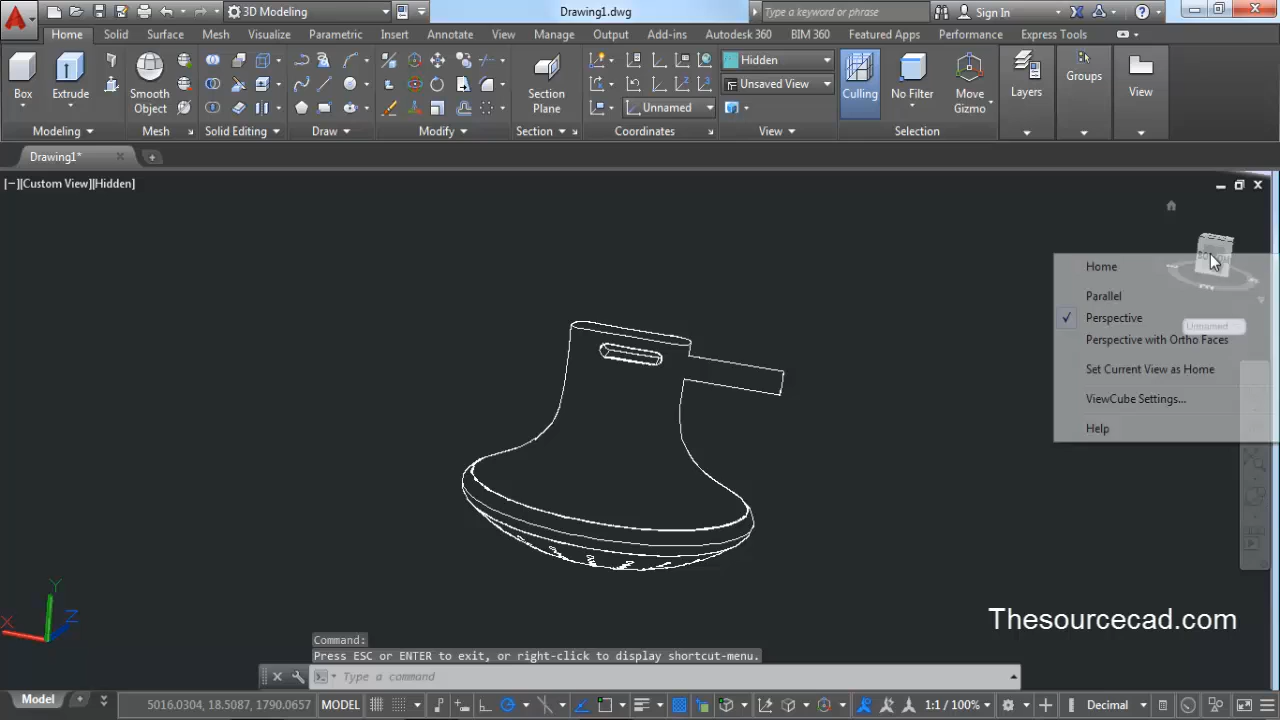 3D Modeling
Drawing1.dwg
Type a keyword or phrase
Sign In
Home Solid Surface Mesh Visualize Parametric Insert Annotate View Manage Output Add-ins Autodesk 360 BIM 360 Featured Apps Performance Express Tools
Box
Extrude
Smooth
Object
Section
Plane
Hidden
Unsaved View
Unnamed
Culling
No Filter
Move
Gizmo
Layers
Groups
View
Modeling Mesh Solid Editing Draw Modify Section Coordinates View Selection
Drawing1*
[−][Custom View][Hidden]
Home
Parallel
Perspective
Unnamed
Perspective with Ortho Faces
Set Current View as Home
ViewCube Settings...
Help
Y
X
Z
Thesourcecad.com
Command:
Press ESC or ENTER to exit, or right-click to display shortcut-menu.
Type a command
Model
5016.0304, 18.5087, 1790.0657 MODEL
1:1 / 100%
Decimal